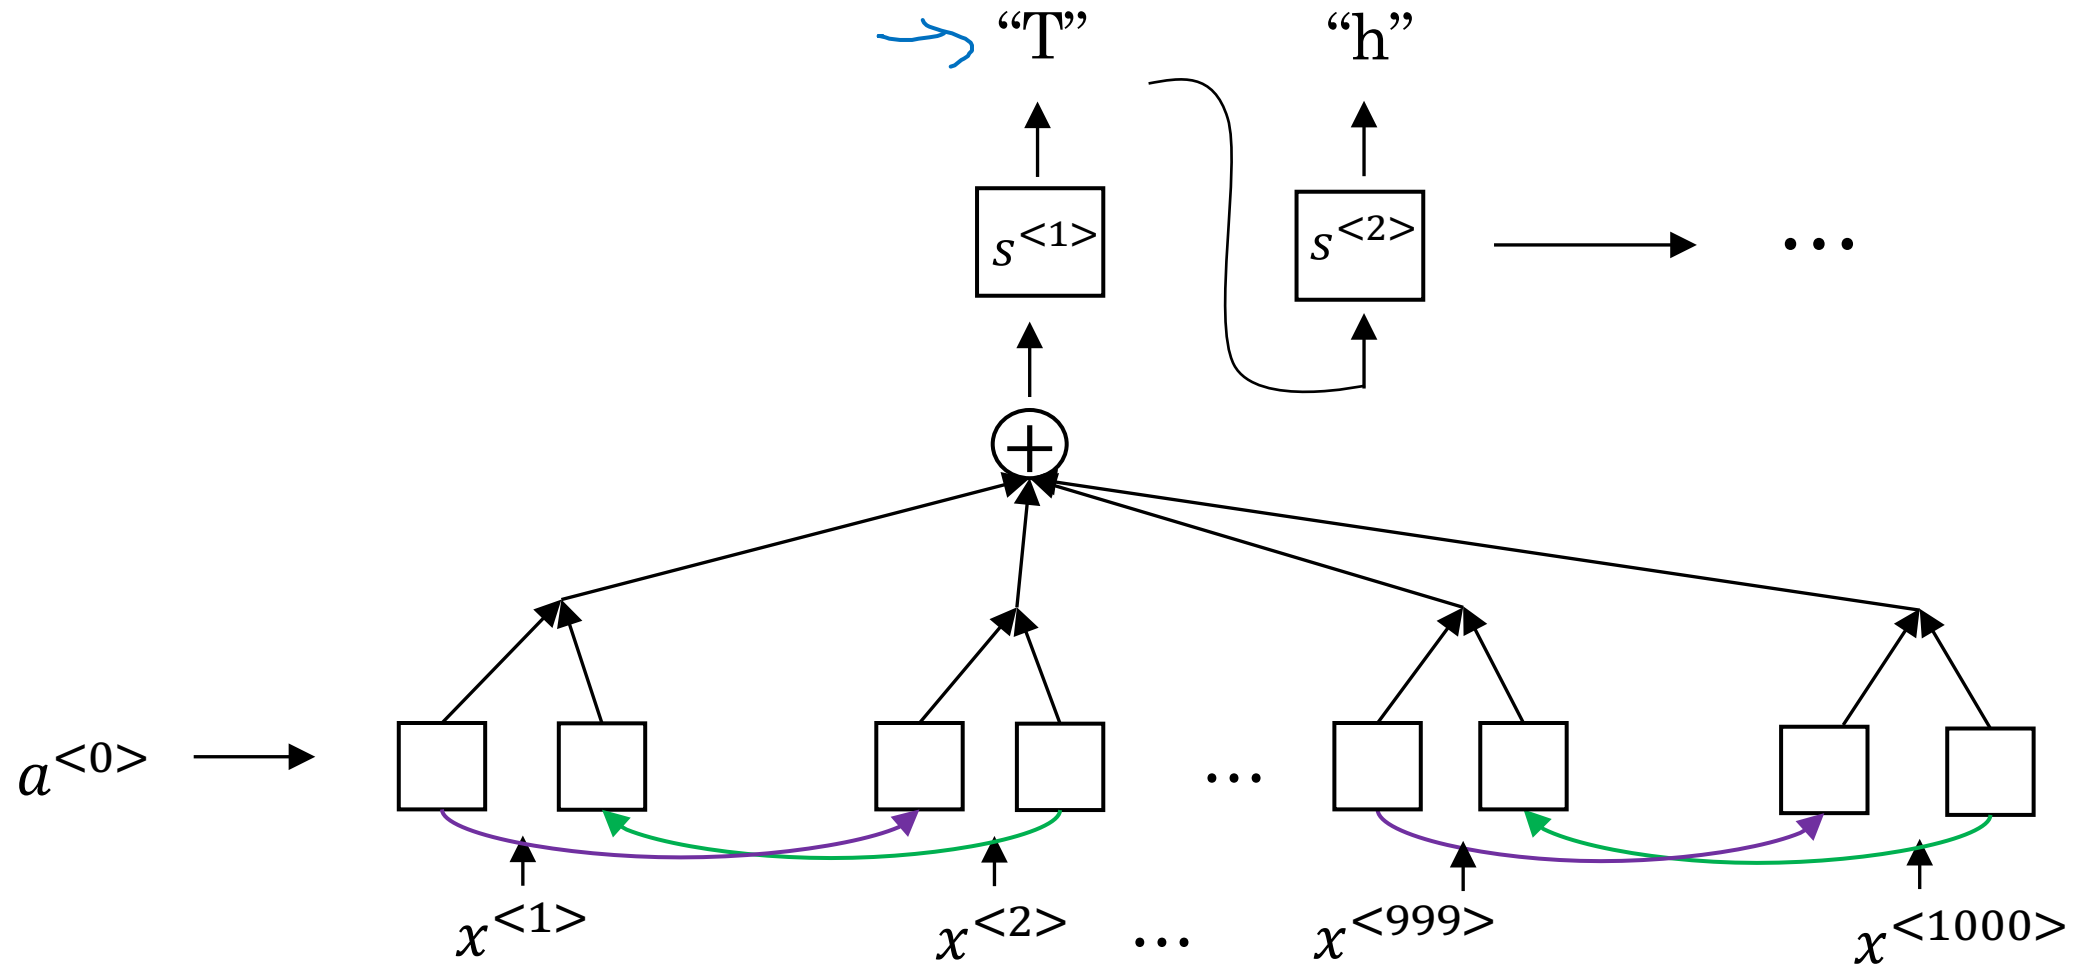 “T” “h”
s<1> s<2> ...
+
a<0> ...
x<1> x<2> ... x<999> x<1000>